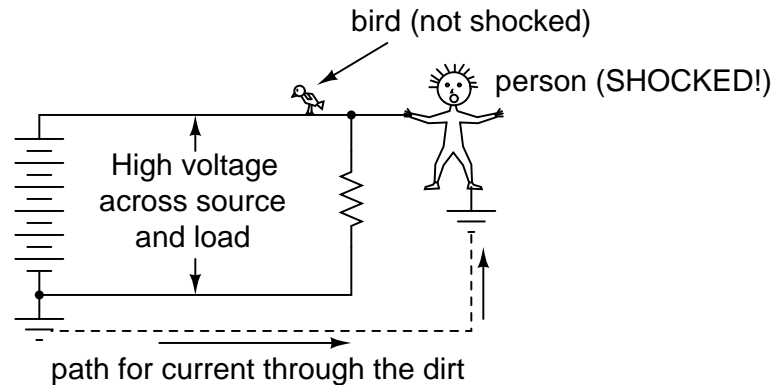 bird (not shocked)
person (SHOCKED!)
High voltage
across source
and load
path for current through the dirt